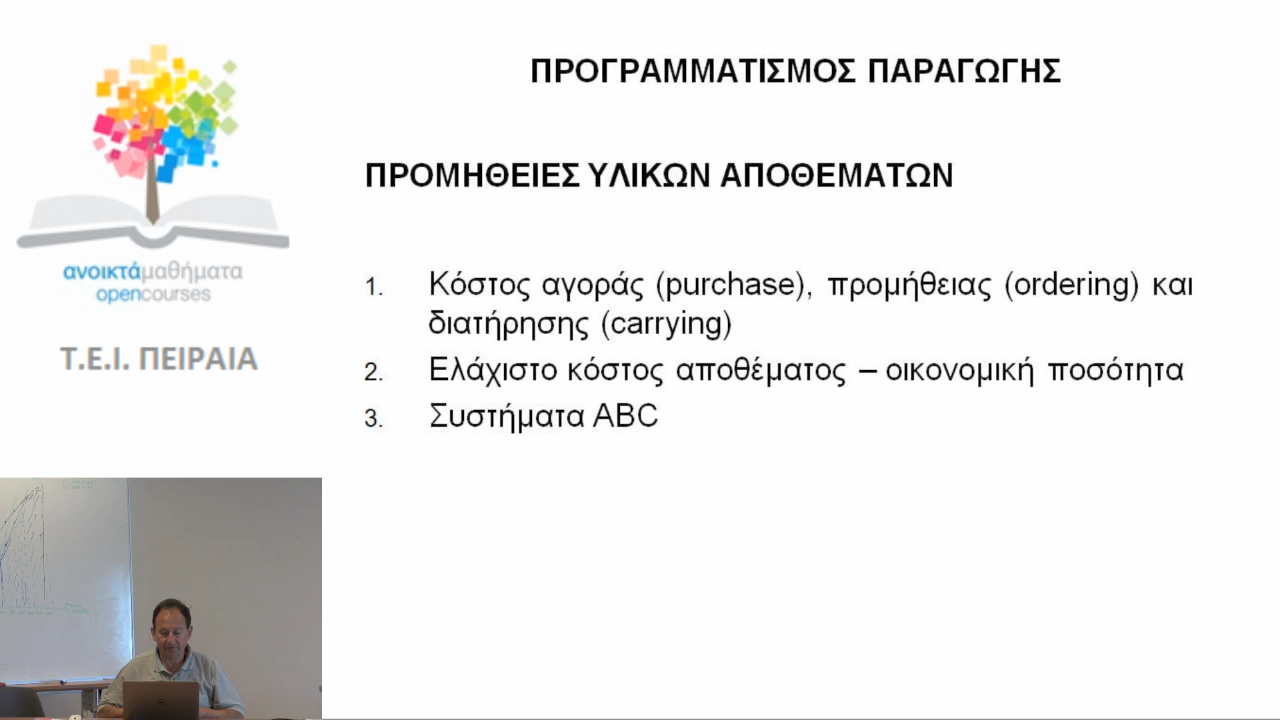 ΠΡΟΓΡΑΜΜΑΤΙΣΜΟΣ ΠΑΡΑΓΩΓΗΣ
ΠΡΟΜΗΘΕΙΕΣ ΥΛΙΚΩΝ ΑΠΟΘΕΜΑΤΩΝ
1. Κόστος αγοράς (purchase), προμήθειας (ordering) και
διατήρησης (carrying)
2. Ελάχιστο κόστος αποθέματος – οικονομική ποσότητα
3. Συστήματα ABC
ανοικτάμαθήματα
opencourses
Τ.Ε.Ι. ΠΕΙΡΑΙΑ